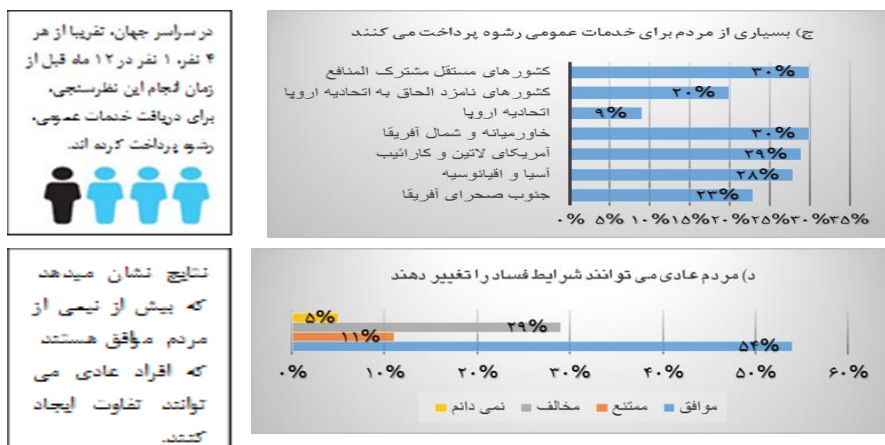 ج) بسیاری از مردم برای خدمات عمومی رشوه پرداخت می کنند
کشورهای مستقل مشترک المنافع ۳۰%
کشورهای نامزد الحاق به اتحادیه اروپا ۲۰%
اتحادیه اروپا ۹%
خاورمیانه و شمال آفریقا ۳۰%
آمریکای لاتین و کارائیب ۲۹%
آسیا و اقیانوسیه ۲۸%
جنوب صحرای آفریقا ۲۳%
۰% ۵% ۱۰% ۱۵% ۲۰% ۲۵% ۳۰% ۳۵%
در سراسر جهان، تقریبا از هر
۴ نفر، ۱ نفر در ۱۲ ماه قبل از
زمان انجام این نظرسنجی،
برای دریافت خدمات عمومی،
رشوه پرداخت کرده اند.
د) مردم عادی می توانند شرایط فساد را تغییر دهند
۵%
۲۹%
۱۱%
۵۴%
۰% ۱۰% ۲۰% ۳۰% ۴۰% ۵۰% ۶۰%
نمی دانم مخالف ممتنع موافق
نتایج نشان میدهد
که بیش از نیمی از
مردم موافق هستند
که افراد عادی می
توانند تفاوت ایجاد
کنند.